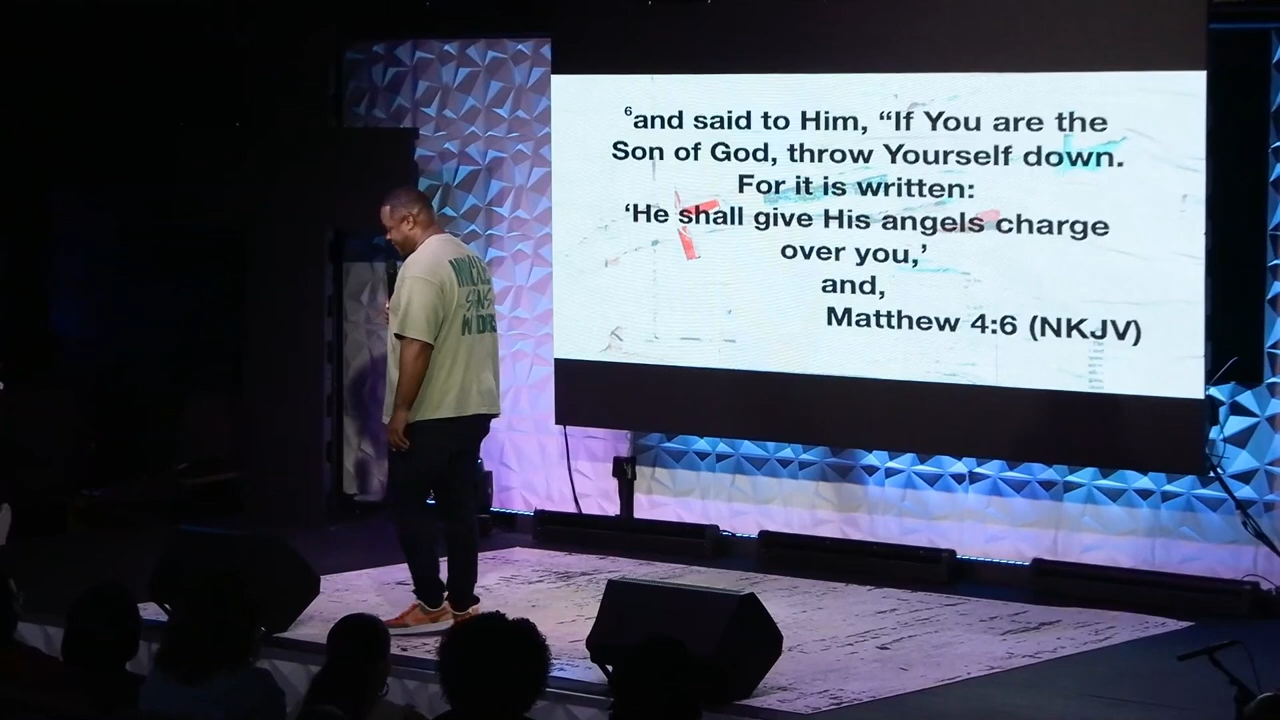 ⁶and said to Him, “If You are the
Son of God, throw Yourself down.
For it is written:
‘He shall give His angels charge
over you,’
and,
Matthew 4:6 (NKJV)